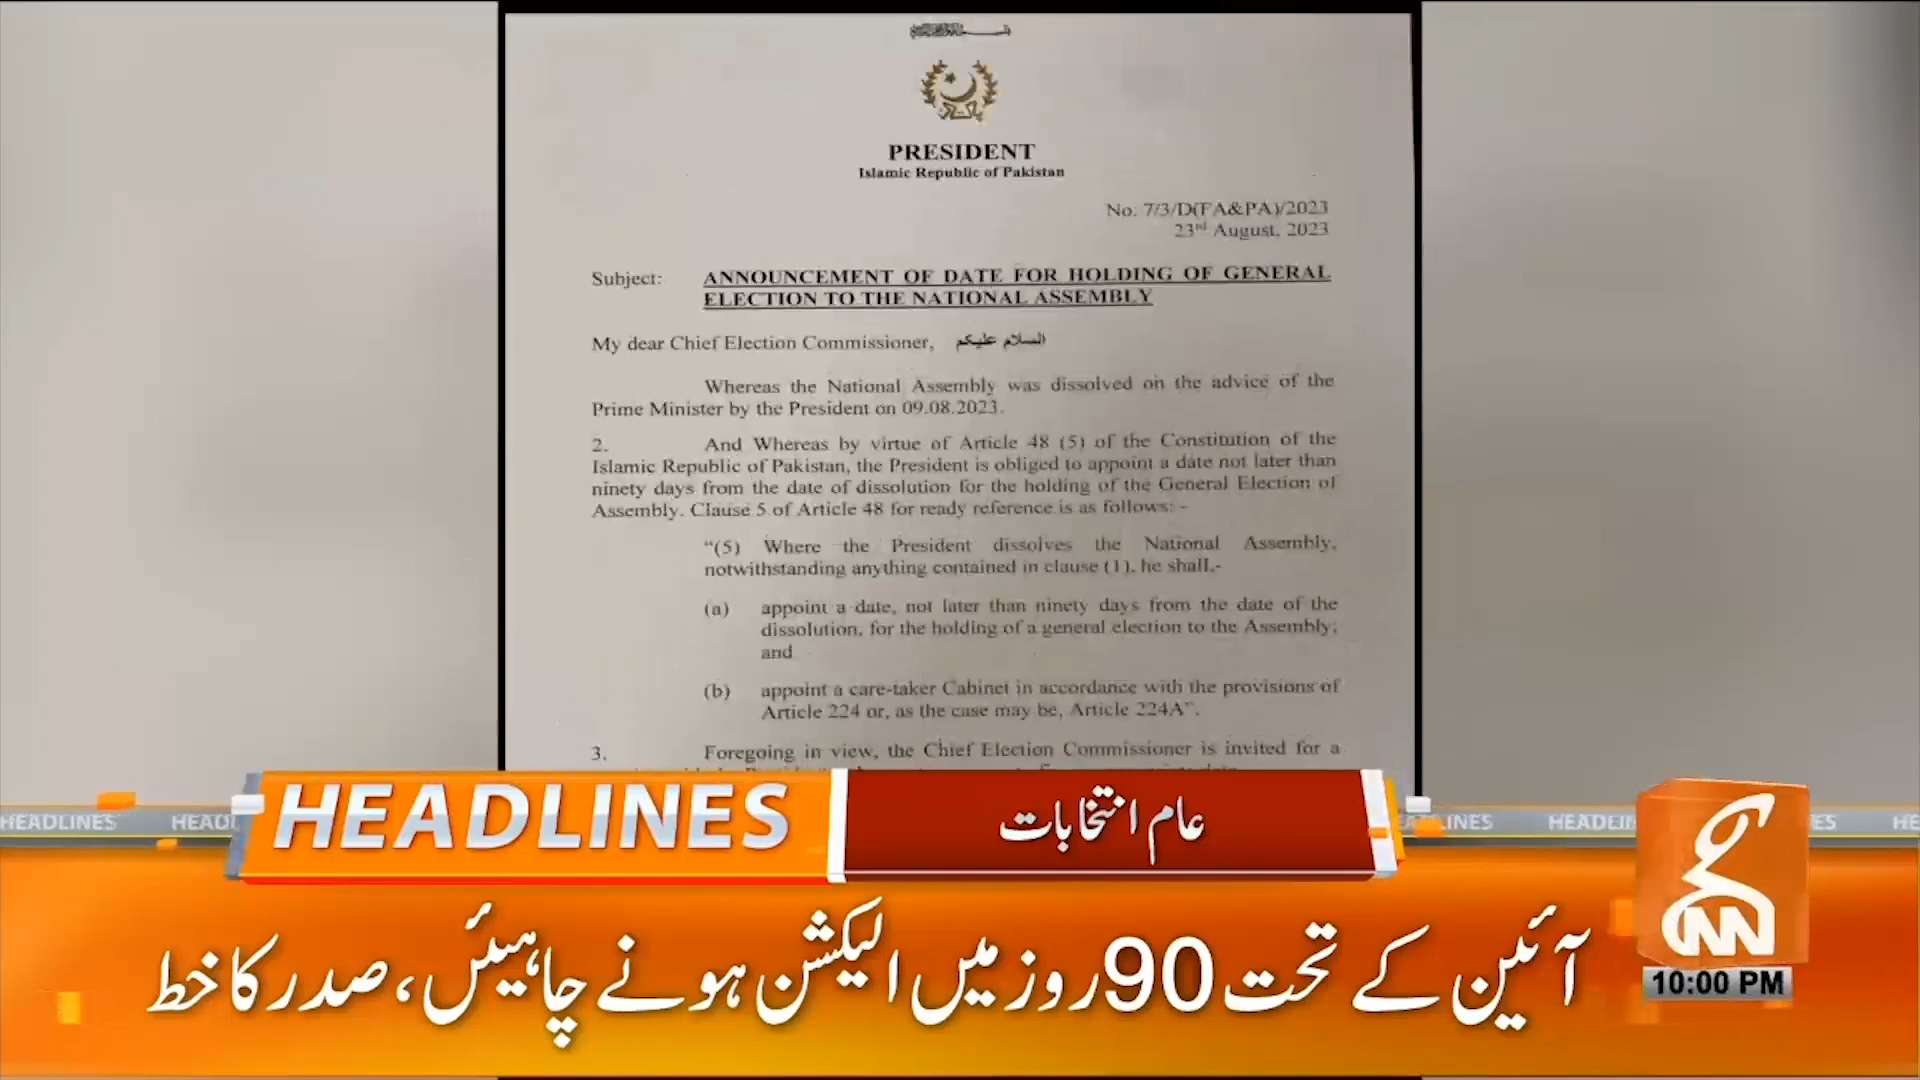 PRESIDENT
Islamic Republic of Pakistan
No. 7/3/D(FA&PA)/2023
23rd August, 2023
Subject: ANNOUNCEMENT OF DATE FOR HOLDING OF GENERAL
ELECTION TO THE NATIONAL ASSEMBLY
My dear Chief Election Commissioner, السلام علیکم
Whereas the National Assembly was dissolved on the advice of the
Prime Minister by the President on 09.08.2023.
2. And Whereas by virtue of Article 48 (5) of the Constitution of the
Islamic Republic of Pakistan, the President is obliged to appoint a date not later than
ninety days from the date of dissolution for the holding of the General Election of
Assembly. Clause 5 of Article 48 for ready reference is as follows: -
“(5) Where the President dissolves the National Assembly,
notwithstanding anything contained in clause (1), he shall,-
(a) appoint a date, not later than ninety days from the date of the
dissolution, for the holding of a general election to the Assembly;
and
(b) appoint a care-taker Cabinet in accordance with the provisions of
Article 224 or, as the case may be, Article 224A”.
3. Foregoing in view, the Chief Election Commissioner is invited for a
HEADLINES
عام انتخابات
آئین کے تحت 90 روز میں الیکشن ہونے چاہیئں، صدر کا خط
GNN
10:00 PM